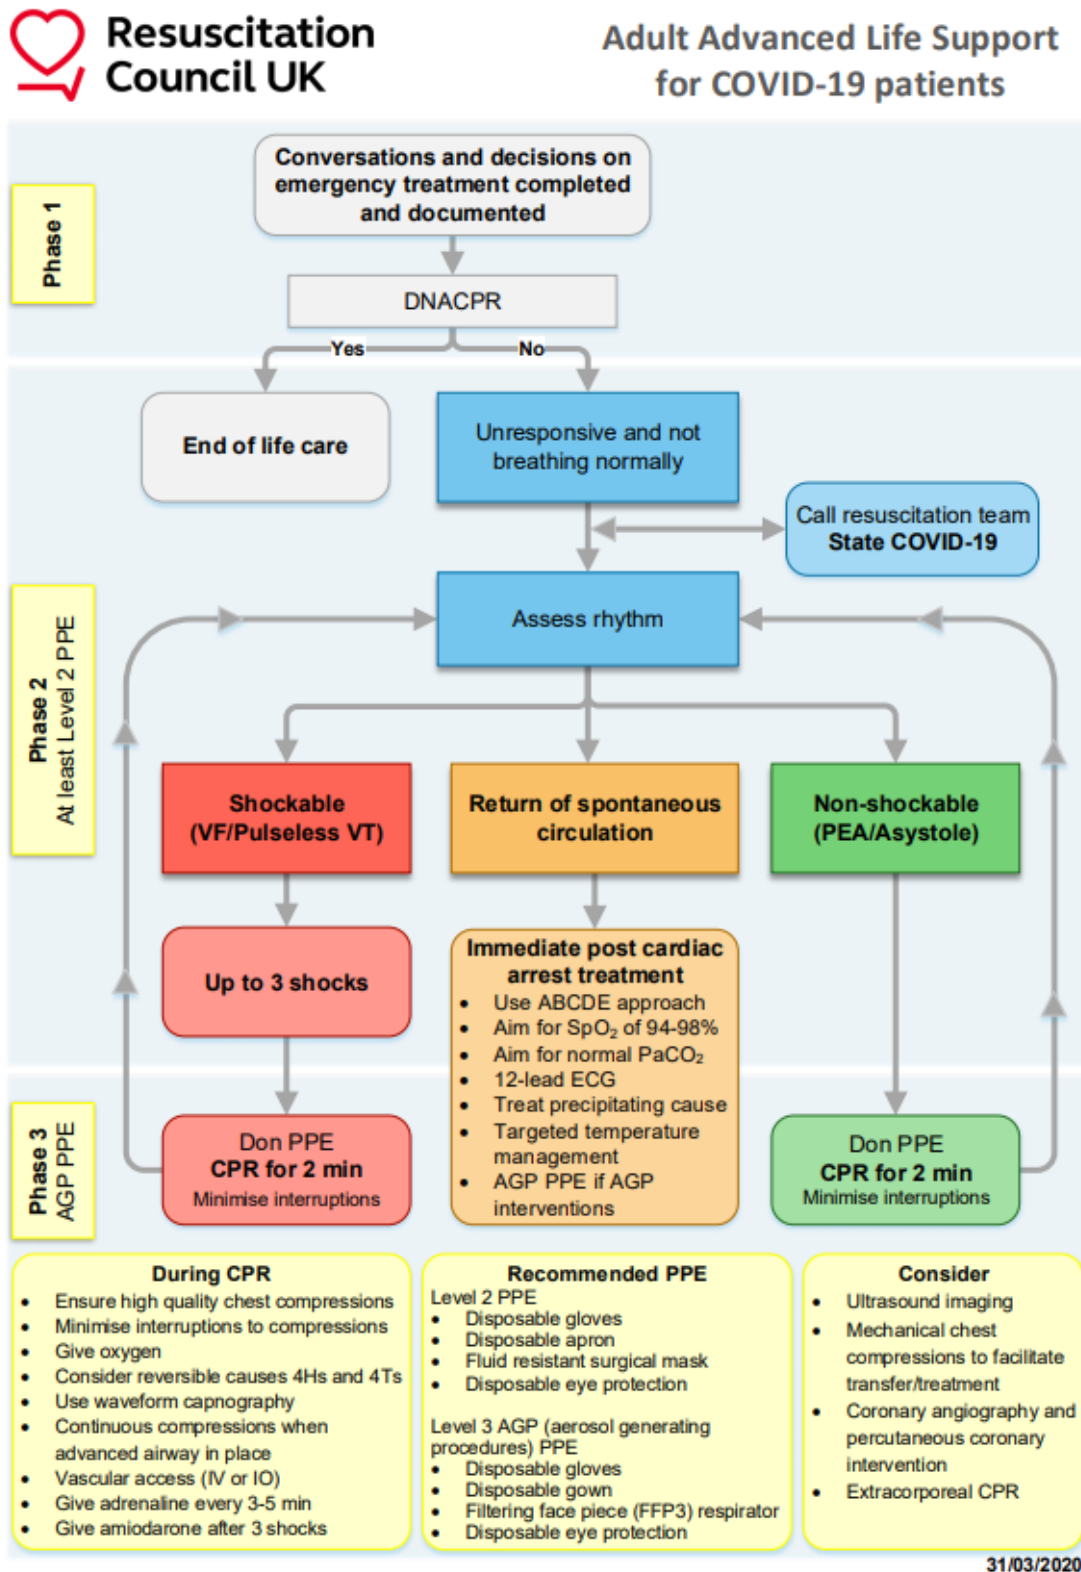 Resuscitation
Council UK
Adult Advanced Life Support
for COVID-19 patients
Phase 1
Conversations and decisions on
emergency treatment completed
and documented
DNACPR
Yes
No
Phase 2
At least Level 2 PPE
End of life care
Unresponsive and not
breathing normally
Call resuscitation team
State COVID-19
Assess rhythm
Shockable
(VF/Pulseless VT)
Return of spontaneous
circulation
Non-shockable
(PEA/Asystole)
Up to 3 shocks
Immediate post cardiac
arrest treatment
• Use ABCDE approach
• Aim for SpO₂ of 94-98%
• Aim for normal PaCO₂
• 12-lead ECG
• Treat precipitating cause
• Targeted temperature
management
• AGP PPE if AGP
interventions
Phase 3
AGP PPE
Don PPE
CPR for 2 min
Minimise interruptions
Don PPE
CPR for 2 min
Minimise interruptions
During CPR
• Ensure high quality chest compressions
• Minimise interruptions to compressions
• Give oxygen
• Consider reversible causes 4Hs and 4Ts
• Use waveform capnography
• Continuous compressions when
advanced airway in place
• Vascular access (IV or IO)
• Give adrenaline every 3-5 min
• Give amiodarone after 3 shocks
Recommended PPE
Level 2 PPE
• Disposable gloves
• Disposable apron
• Fluid resistant surgical mask
• Disposable eye protection
Level 3 AGP (aerosol generating
procedures) PPE
• Disposable gloves
• Disposable gown
• Filtering face piece (FFP3) respirator
• Disposable eye protection
Consider
• Ultrasound imaging
• Mechanical chest
compressions to facilitate
transfer/treatment
• Coronary angiography and
percutaneous coronary
intervention
• Extracorporeal CPR
31/03/2020